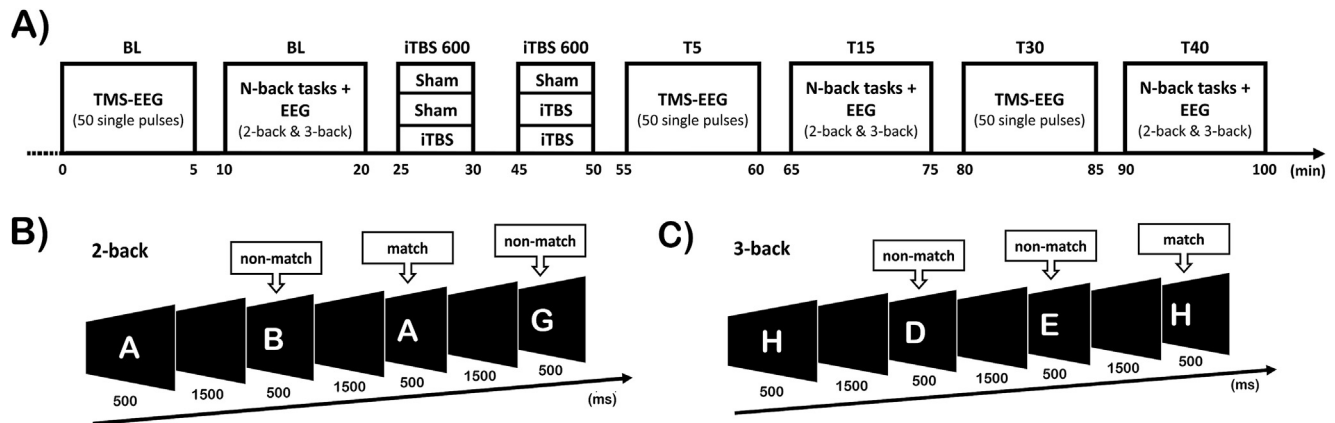 A)
BL BL iTBS 600 iTBS 600 T5 T15 T30 T40
TMS-EEG
(50 single pulses)
N-back tasks +
EEG
(2-back & 3-back)
Sham
Sham
iTBS
Sham
iTBS
iTBS
TMS-EEG
(50 single pulses)
N-back tasks +
EEG
(2-back & 3-back)
TMS-EEG
(50 single pulses)
N-back tasks +
EEG
(2-back & 3-back)
0 5 10 20 25 30 45 50 55 60 65 75 80 85 90 100 (min)
B)
2-back
non-match match non-match
A B A G
500 1500 500 1500 500 1500 500
(ms)
C)
3-back
non-match non-match match
H D E H
500 1500 500 1500 500 1500 500
(ms)